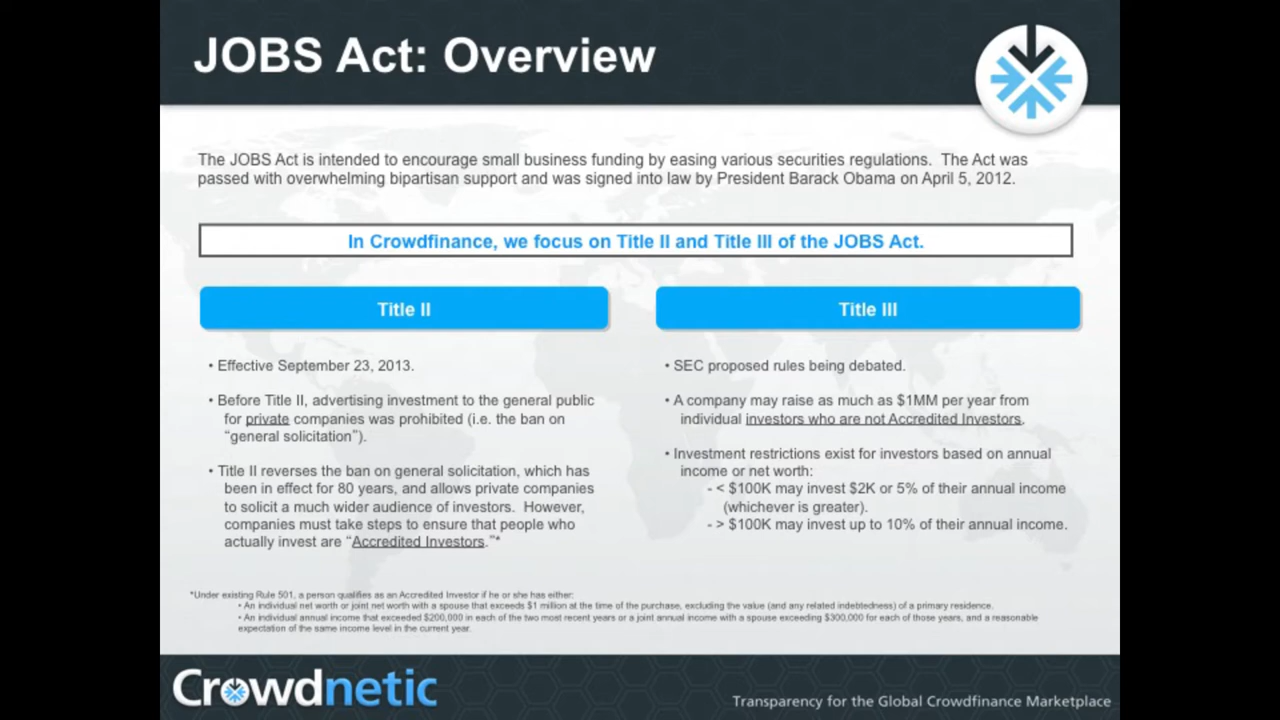 JOBS Act: Overview
The JOBS Act is intended to encourage small business funding by easing various securities regulations.  The Act was
passed with overwhelming bipartisan support and was signed into law by President Barack Obama on April 5, 2012.
In Crowdfinance, we focus on Title II and Title III of the JOBS Act.
Title II
• Effective September 23, 2013.
• Before Title II, advertising investment to the general public
for private companies was prohibited (i.e. the ban on
“general solicitation”).
• Title II reverses the ban on general solicitation, which has
been in effect for 80 years, and allows private companies
to solicit a much wider audience of investors.  However,
companies must take steps to ensure that people who
actually invest are “Accredited Investors.”*
Title III
• SEC proposed rules being debated.
• A company may raise as much as $1MM per year from
individual investors who are not Accredited Investors.
• Investment restrictions exist for investors based on annual
income or net worth:
- < $100K may invest $2K or 5% of their annual income
(whichever is greater).
- > $100K may invest up to 10% of their annual income.
*Under existing Rule 501, a person qualifies as an Accredited Investor if he or she has either:
• An individual net worth or joint net worth with a spouse that exceeds $1 million at the time of the purchase, excluding the value (and any related indebtedness) of a primary residence.
• An individual annual income that exceeded $200,000 in each of the two most recent years or a joint annual income with a spouse exceeding $300,000 for each of those years, and a reasonable
expectation of the same income level in the current year.
Crowdnetic
Transparency for the Global Crowdfinance Marketplace